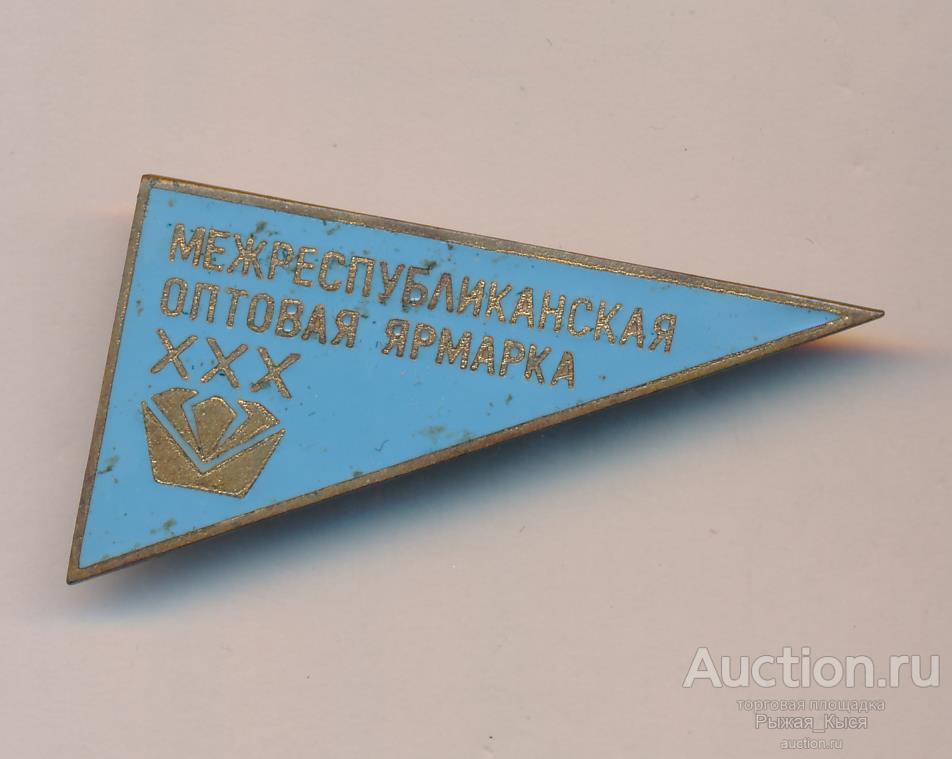 МЕЖРЕСПУБЛИКАНСКАЯ
ОПТОВАЯ ЯРМАРКА
XXX
Auction.ru
торговая площадка
Рыжая_Кыся
auction.ru